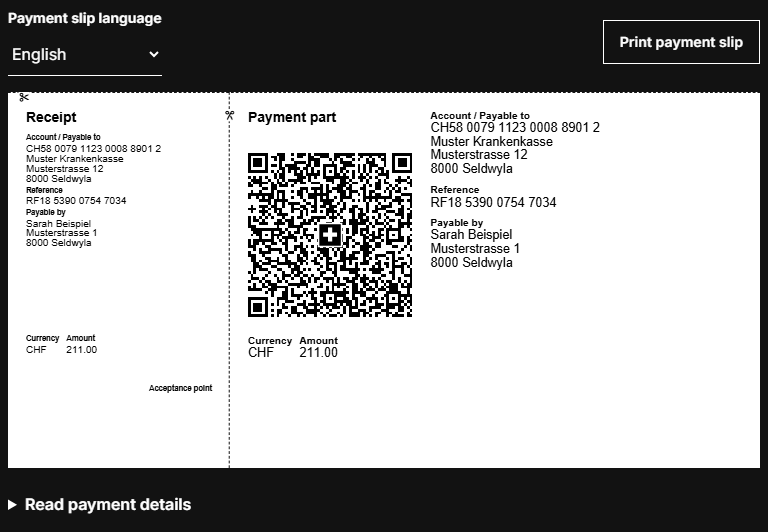 Payment slip language
English
Print payment slip
Receipt
Account / Payable to
CH58 0079 1123 0008 8901 2
Muster Krankenkasse
Musterstrasse 12
8000 Seldwyla
Reference
RF18 5390 0754 7034
Payable by
Sarah Beispiel
Musterstrasse 1
8000 Seldwyla
Currency Amount
CHF 211.00
Acceptance point
Payment part
Currency Amount
CHF 211.00
Account / Payable to
CH58 0079 1123 0008 8901 2
Muster Krankenkasse
Musterstrasse 12
8000 Seldwyla
Reference
RF18 5390 0754 7034
Payable by
Sarah Beispiel
Musterstrasse 1
8000 Seldwyla
Read payment details